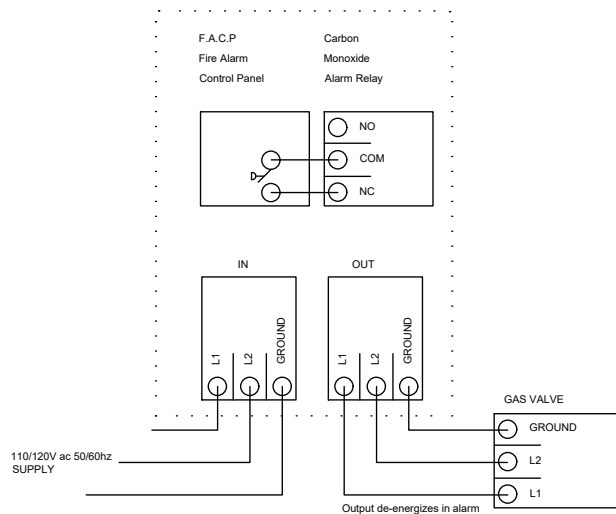 F.A.C.P
Fire Alarm
Control Panel
Carbon
Monoxide
Alarm Relay
NO
COM
NC
IN
OUT
L1
L2
GROUND
L1
L2
GROUND
GAS VALVE
GROUND
L2
L1
110/120V ac 50/60hz
SUPPLY
Output de-energizes in alarm